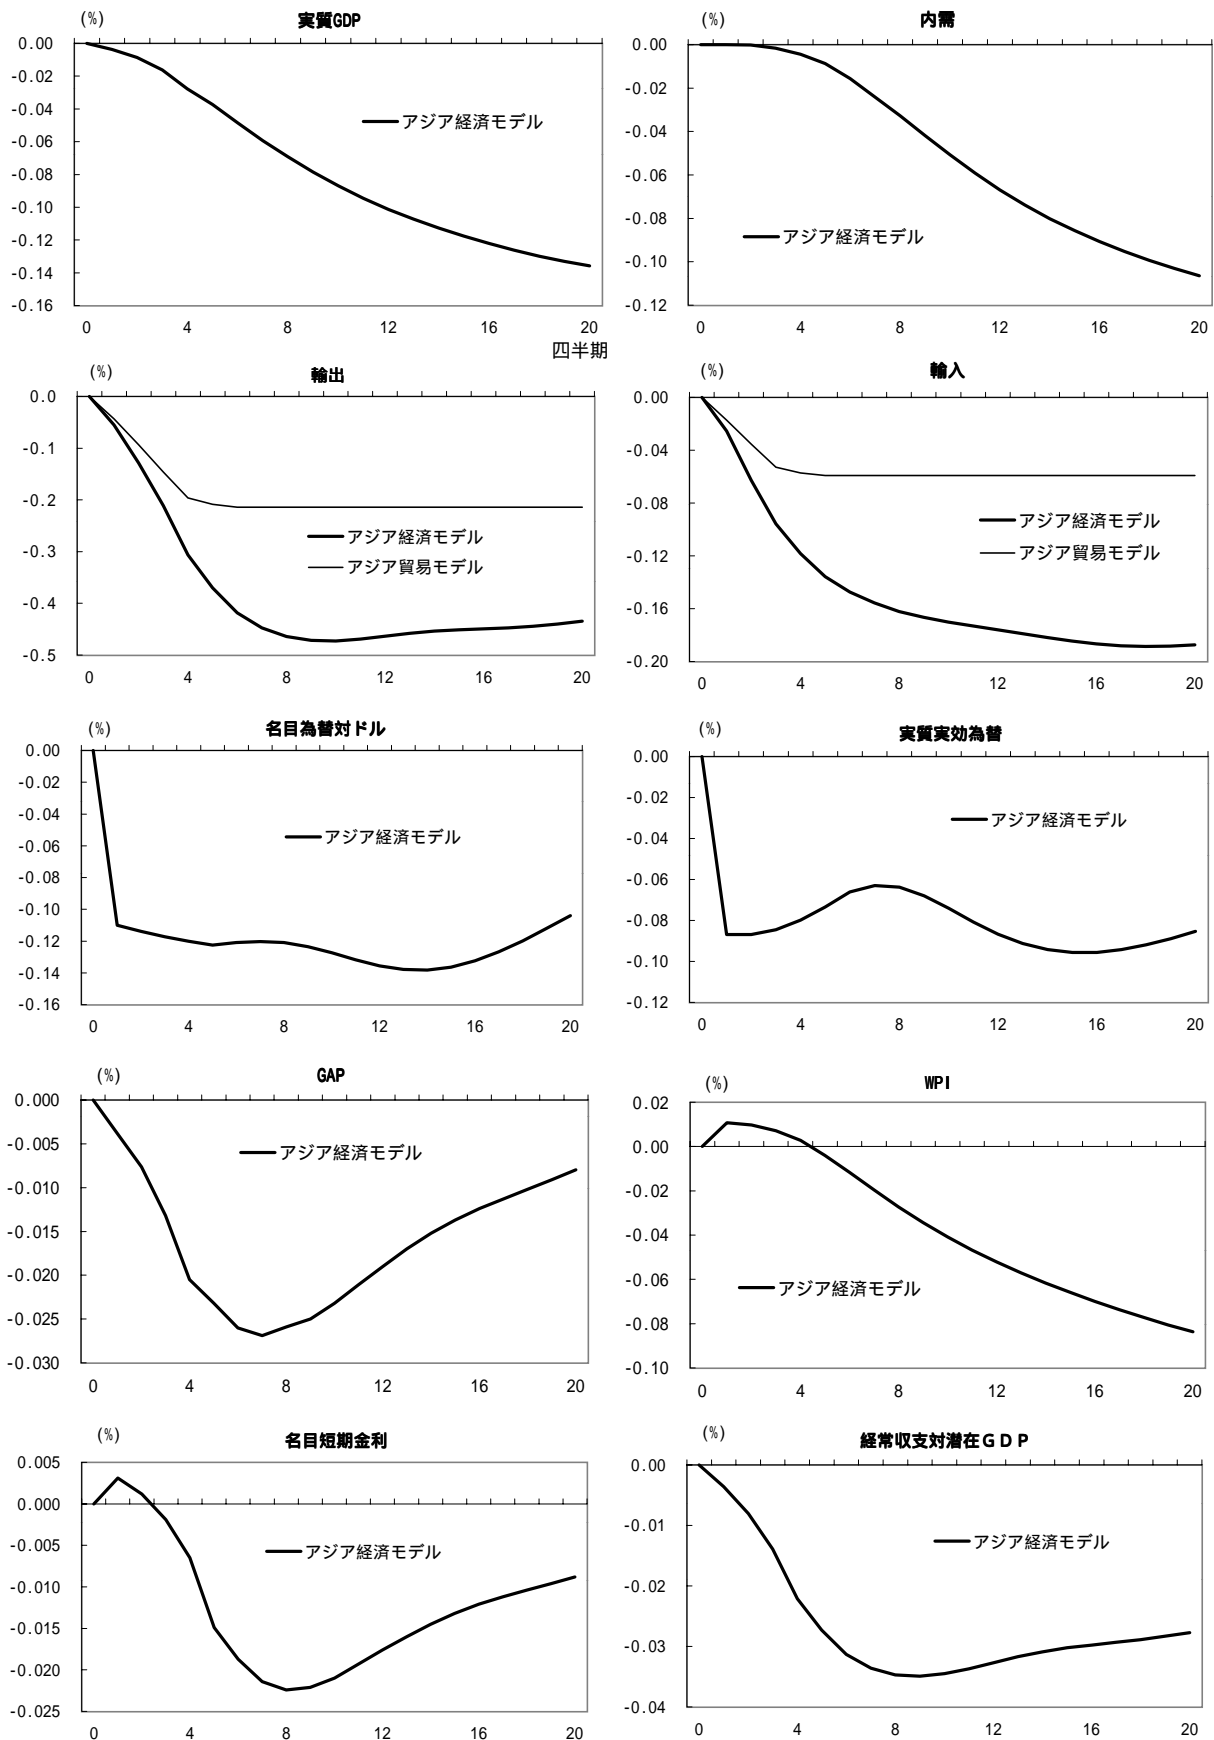 (%)
実質GDP
0.00
-0.02
-0.04
-0.06
-0.08
-0.10
-0.12
-0.14
-0.16
アジア経済モデル
0 4 8 12 16 20
四半期
(%)
内需
0.00
-0.02
-0.04
-0.06
-0.08
-0.10
-0.12
アジア経済モデル
0 4 8 12 16 20
(%)
輸出
0.0
-0.1
-0.2
-0.3
-0.4
-0.5
アジア経済モデル
アジア貿易モデル
0 4 8 12 16 20
(%)
輸入
0.00
-0.04
-0.08
-0.12
-0.16
-0.20
アジア経済モデル
アジア貿易モデル
0 4 8 12 16 20
(%)
名目為替対ドル
0.00
-0.02
-0.04
-0.06
-0.08
-0.10
-0.12
-0.14
-0.16
アジア経済モデル
0 4 8 12 16 20
(%)
実質実効為替
0.00
-0.02
-0.04
-0.06
-0.08
-0.10
-0.12
アジア経済モデル
0 4 8 12 16 20
(%)
GAP
0.000
-0.005
-0.010
-0.015
-0.020
-0.025
-0.030
アジア経済モデル
0 4 8 12 16 20
(%)
WPI
0.02
0.00
-0.02
-0.04
-0.06
-0.08
-0.10
アジア経済モデル
0 4 8 12 16 20
(%)
名目短期金利
0.005
0.000
-0.005
-0.010
-0.015
-0.020
-0.025
アジア経済モデル
0 4 8 12 16 20
(%)
経常収支対潜在GDP
0.00
-0.01
-0.02
-0.03
-0.04
アジア経済モデル
0 4 8 12 16 20